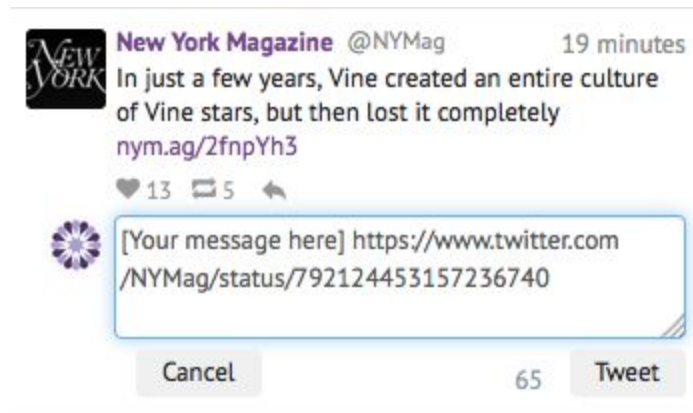 NEW
YORK
New York Magazine @NYMag 19 minutes
In just a few years, Vine created an entire culture
of Vine stars, but then lost it completely
nym.ag/2fnpYh3
13 5
[Your message here] https://www.twitter.com
/NYMag/status/792124453157236740
Cancel 65 Tweet